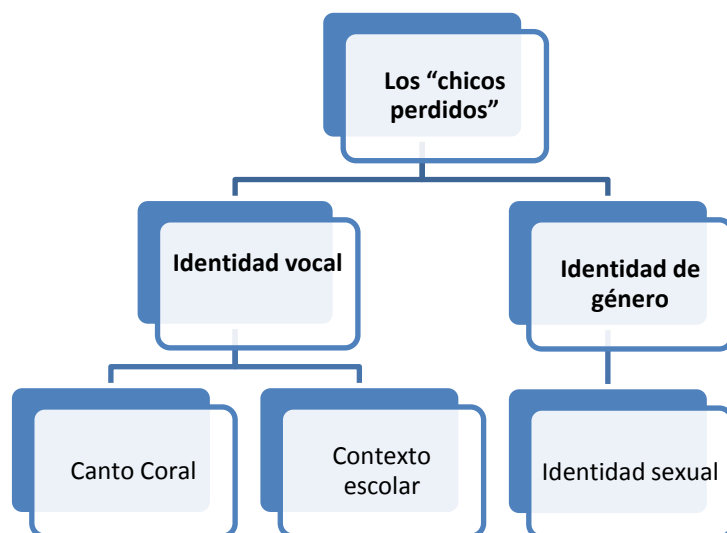 Los “chicos
perdidos”
Identidad vocal
Identidad de
género
Canto Coral
Contexto
escolar
Identidad sexual